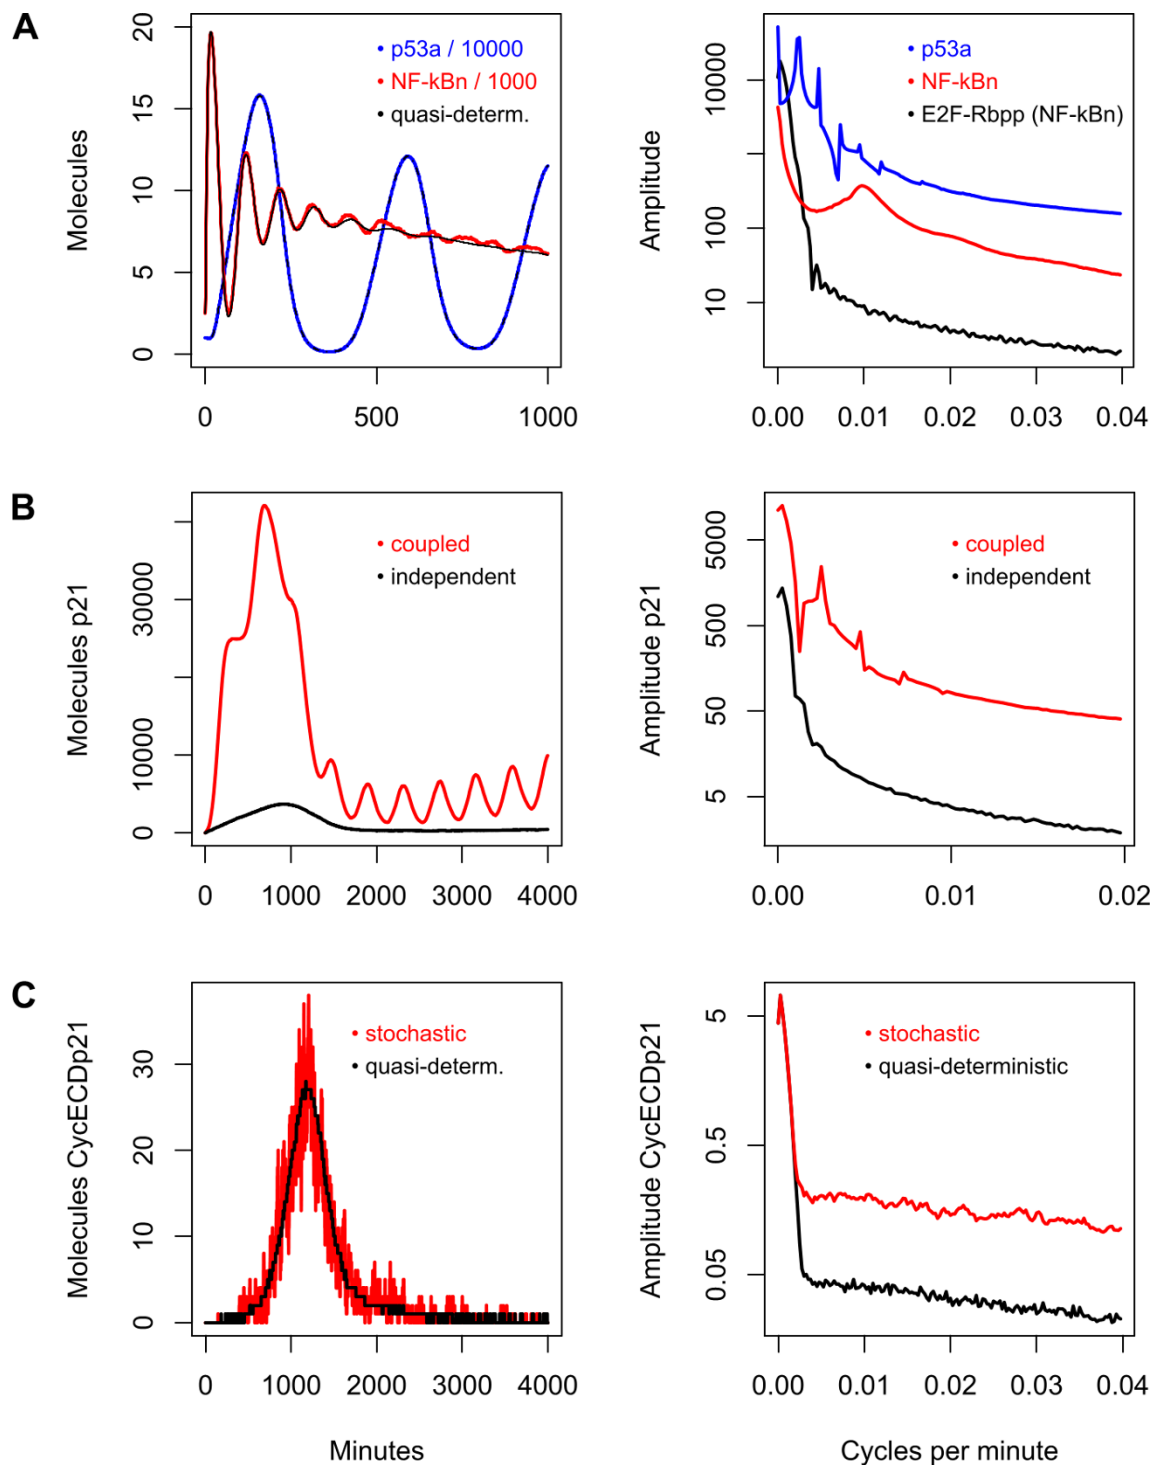 A
Molecules
20
15
10
5
0
p53a / 10000
NF-kBn / 1000
quasi-determ.
0 500 1000
Amplitude
10000
100
10
p53a
NF-kBn
E2F-Rbpp (NF-kBn)
0.00 0.01 0.02 0.03 0.04
B
Molecules p21
30000
10000
0
coupled
independent
0 1000 2000 3000 4000
Amplitude p21
5000
500
50
5
coupled
independent
0.00 0.01 0.02
C
Molecules CycECDp21
30
20
10
0
stochastic
quasi-determ.
0 1000 2000 3000 4000
Minutes
Amplitude CycECDp21
5
0.5
0.05
stochastic
quasi-deterministic
0.00 0.01 0.02 0.03 0.04
Cycles per minute